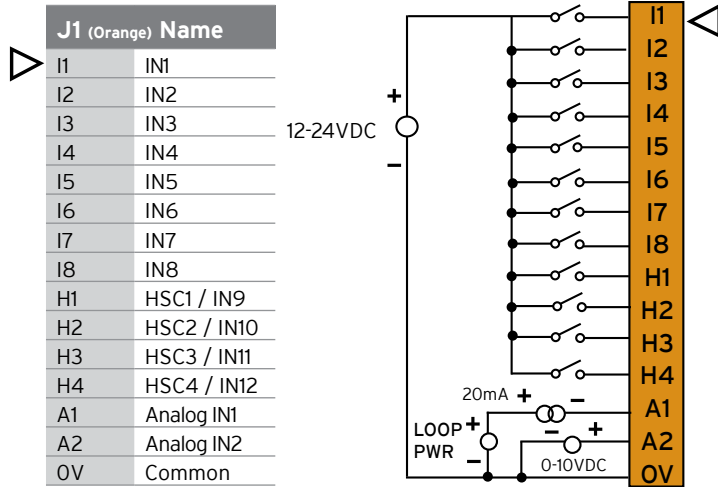 J1 (Orange) Name
I1 IN1
I2 IN2
I3 IN3
I4 IN4
I5 IN5
I6 IN6
I7 IN7
I8 IN8
H1 HSC1 / IN9
H2 HSC2 / IN10
H3 HSC3 / IN11
H4 HSC4 / IN12
A1 Analog IN1
A2 Analog IN2
0V Common
12-24VDC
+
−
I1
I2
I3
I4
I5
I6
I7
I8
H1
H2
H3
H4
20mA + −
A1
LOOP +
PWR −
− +
A2
0-10VDC
0V